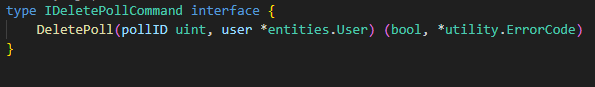 type IDeletePollCommand interface {
    DeletePoll(pollID uint, user *entities.User) (bool, *utility.ErrorCode)
}